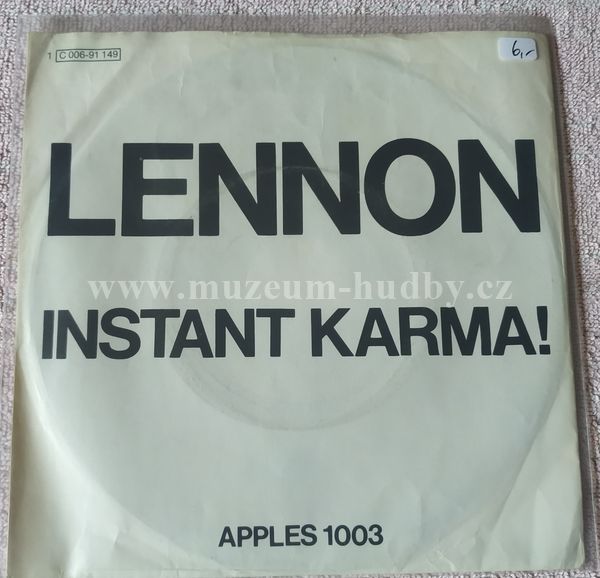 1 C 006-91 149
6,-
LENNON
www.muzeum-hudby.cz
INSTANT KARMA!
APPLES 1003